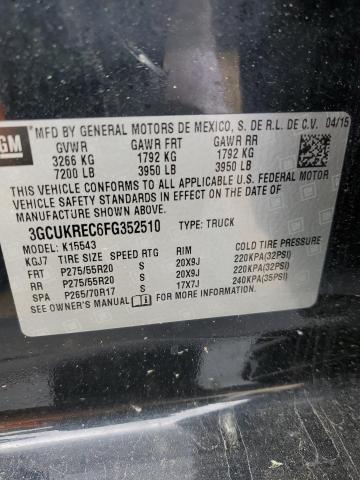 GM
MFD BY GENERAL MOTORS DE MEXICO, S. DE R.L. DE C.V. 04/15
GVWR GAWR FRT GAWR RR
3266 KG 1792 KG 1792 KG
7200 LB 3950 LB 3950 LB
THIS VEHICLE CONFORMS TO ALL APPLICABLE U.S. FEDERAL MOTOR
VEHICLE SAFETY STANDARDS IN EFFECT ON THE DATE OF
MANUFACTURE SHOWN ABOVE.
3GCUKREC6FG352510 TYPE: TRUCK
MODEL: K15543
KGJ7 TIRE SIZE SPEED RTG RIM COLD TIRE PRESSURE
FRT P275/55R20 S 20X9J 220KPA(32PSI)
RR P275/55R20 S 20X9J 220KPA(32PSI)
SPA P265/70R17 S 17X7J 240KPA(35PSI)
SEE OWNER'S MANUAL FOR ADDITIONAL INFORMATION.